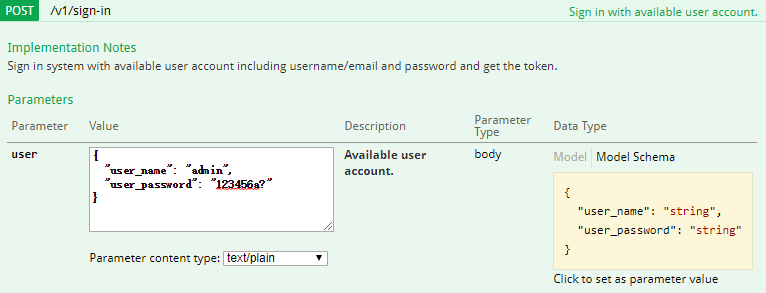 POST /v1/sign-in Sign in with available user account.
Implementation Notes
Sign in system with available user account including username/email and password and get the token.
Parameters
Parameter Value Description Parameter Type Data Type
user
{
"user_name": "admin",
"user_password": "123456a?"
}
Available user
account.
body
Model Model Schema
{
"user_name": "string",
"user_password": "string"
}
Parameter content type: text/plain
Click to set as parameter value